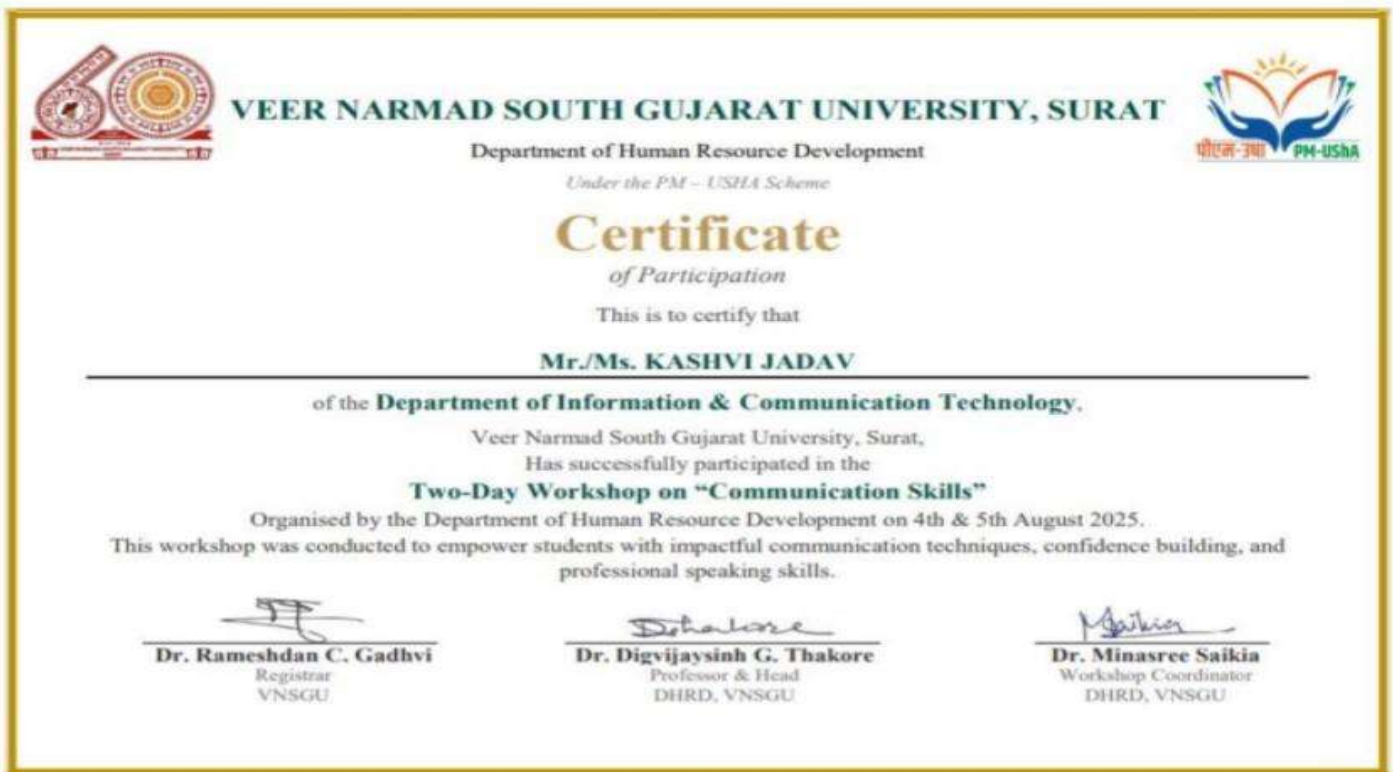 VEER NARMAD SOUTH GUJARAT UNIVERSITY, SURAT
पीएम-उषा PM-USHA
Department of Human Resource Development
Under the PM – USHA Scheme
Certificate
of Participation
This is to certify that
Mr./Ms. KASHVI JADAV
of the Department of Information & Communication Technology,
Veer Narmad South Gujarat University, Surat,
Has successfully participated in the
Two-Day Workshop on “Communication Skills”
Organised by the Department of Human Resource Development on 4th & 5th August 2025.
This workshop was conducted to empower students with impactful communication techniques, confidence building, and
professional speaking skills.
Dr. Rameshdan C. Gadhvi
Registrar
VNSGU
Dr. Digvijaysinh G. Thakore
Professor & Head
DHRD, VNSGU
Dr. Minasree Saikia
Workshop Coordinator
DHRD, VNSGU